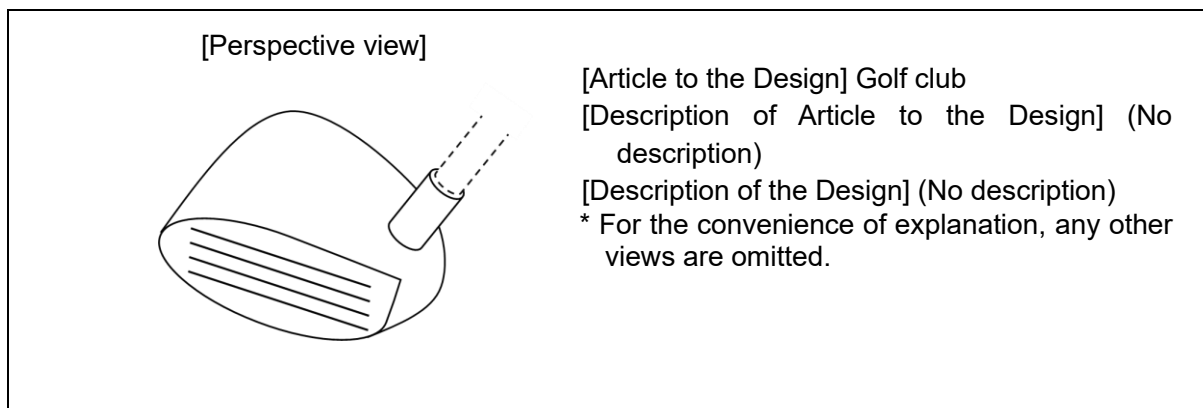 [Perspective view]
[Article to the Design] Golf club
[Description of Article to the Design] (No
description)
[Description of the Design] (No description)
* For the convenience of explanation, any other
views are omitted.